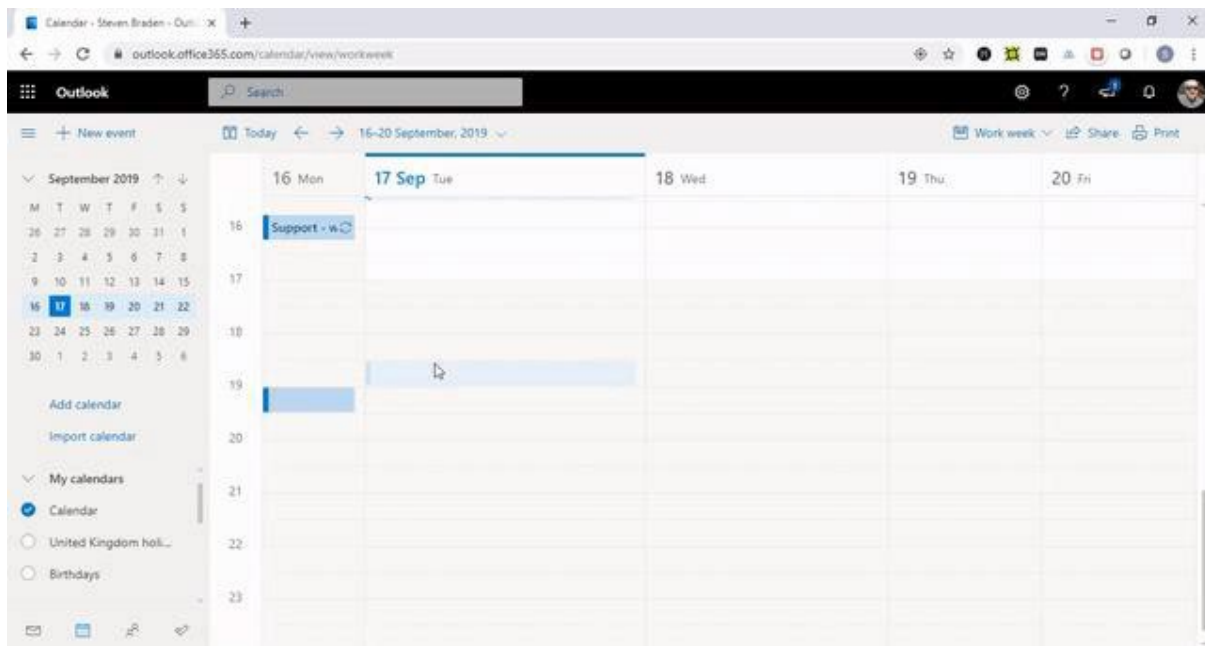 Calendar - Steven Braden - Outl
outlook.office365.com/calendar/view/workweek
Outlook
Search
New event
Today
16-20 September, 2019
Work week
Share
Print
September 2019
M T W T F S S
26 27 28 29 30 31 1
2 3 4 5 6 7 8
9 10 11 12 13 14 15
16 17 18 19 20 21 22
23 24 25 26 27 28 29
30 1 2 3 4 5 6
Add calendar
Import calendar
My calendars
Calendar
United Kingdom holi...
Birthdays
16 Mon
17 Sep Tue
18 Wed
19 Thu
20 Fri
16
Support - w
17
18
19
20
21
22
23